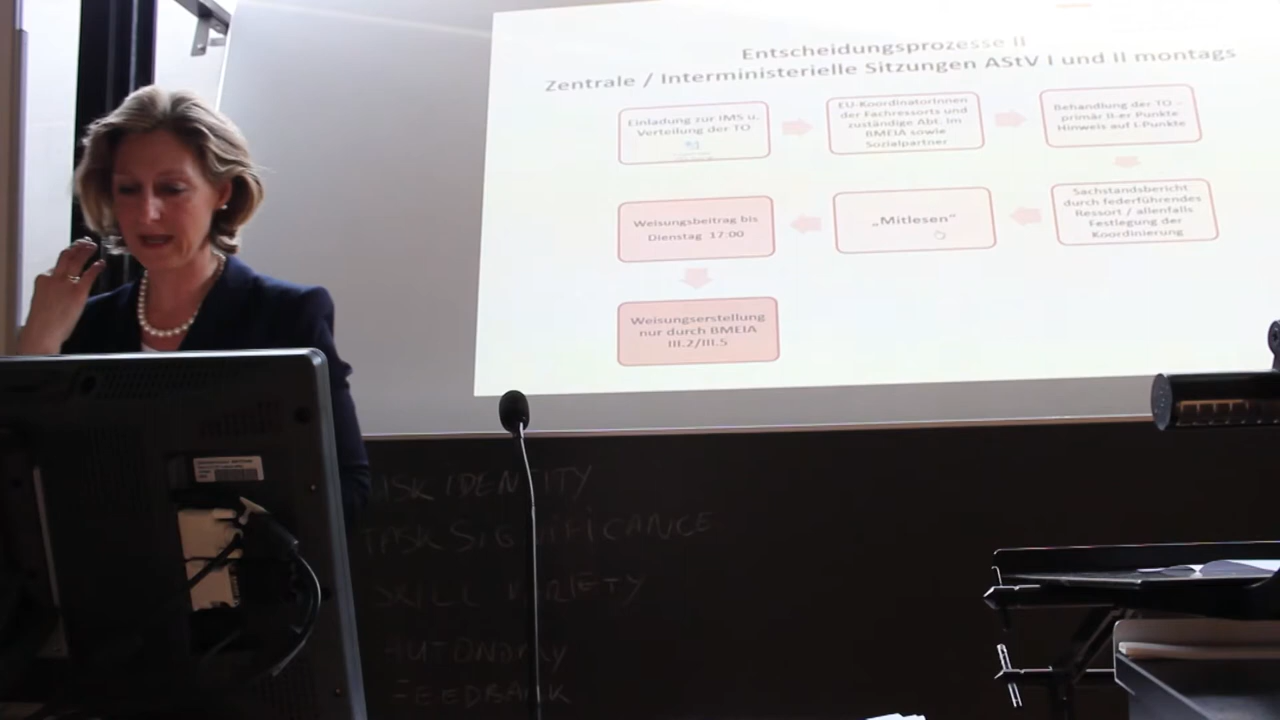 Entscheidungsprozesse II
Zentrale / Interministerielle Sitzungen AStV I und II montags
Einladung zur IMS u.
Verteilung der TO
EU-KoordinatorInnen
der Fachressorts und
zuständige Abt. im
BMEIA sowie
Sozialpartner
Behandlung der TO –
primär II-er Punkte
Hinweis auf I-Punkte
Sachstandsbericht
durch federführendes
Ressort / allenfalls
Festlegung der
Koordinierung
„Mitlesen“
Weisungsbeitrag bis
Dienstag 17:00
Weisungserstellung
nur durch BMEIA
III.2/III.5
TASK IDENTITY
TASK SIGNIFICANCE
SKILL VARIETY
AUTONOMY
FEEDBACK